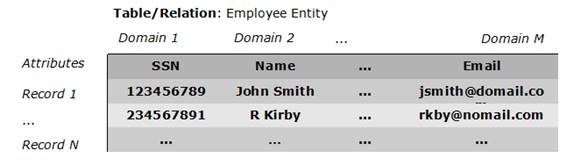 Table/Relation: Employee Entity
Domain 1 Domain 2 ... Domain M
Attributes SSN Name ... Email
Record 1 123456789 John Smith ... jsmith@domail.co
... 234567891 R Kirby ... rkby@nomail.com
Record N ... ... ... ...